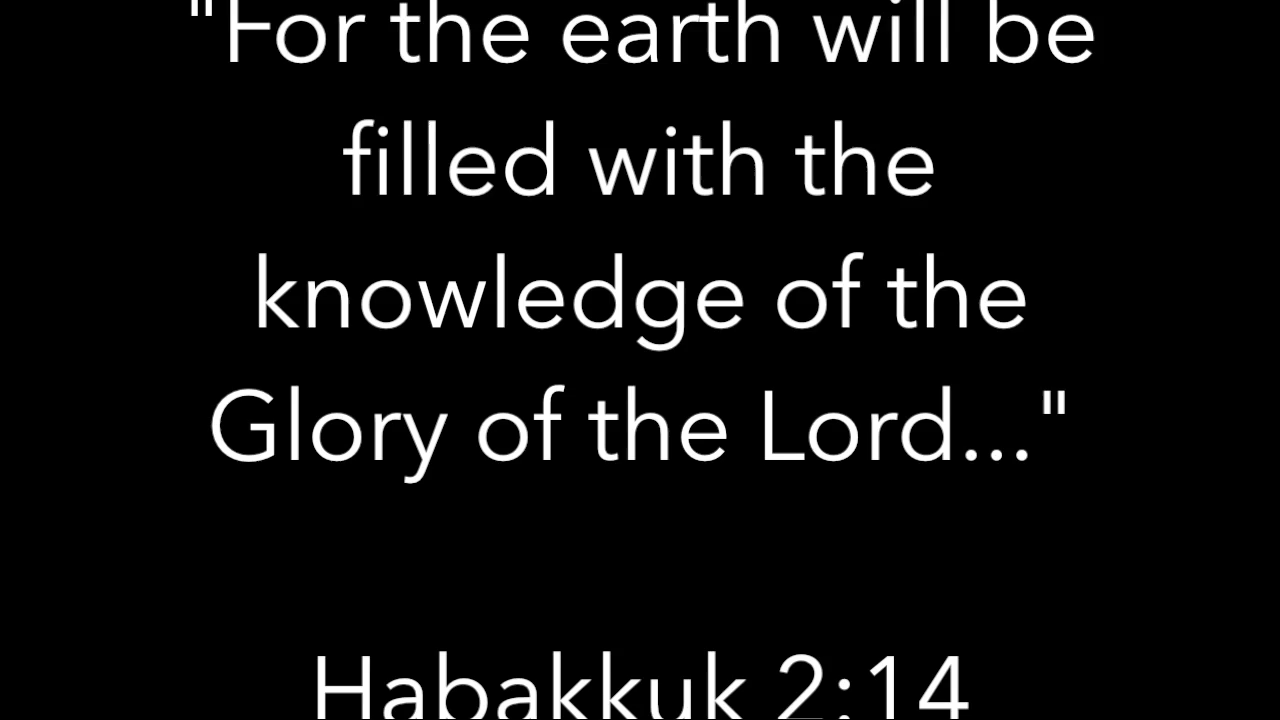 "For the earth will be
filled with the
knowledge of the
Glory of the Lord..."
Habakkuk 2:14